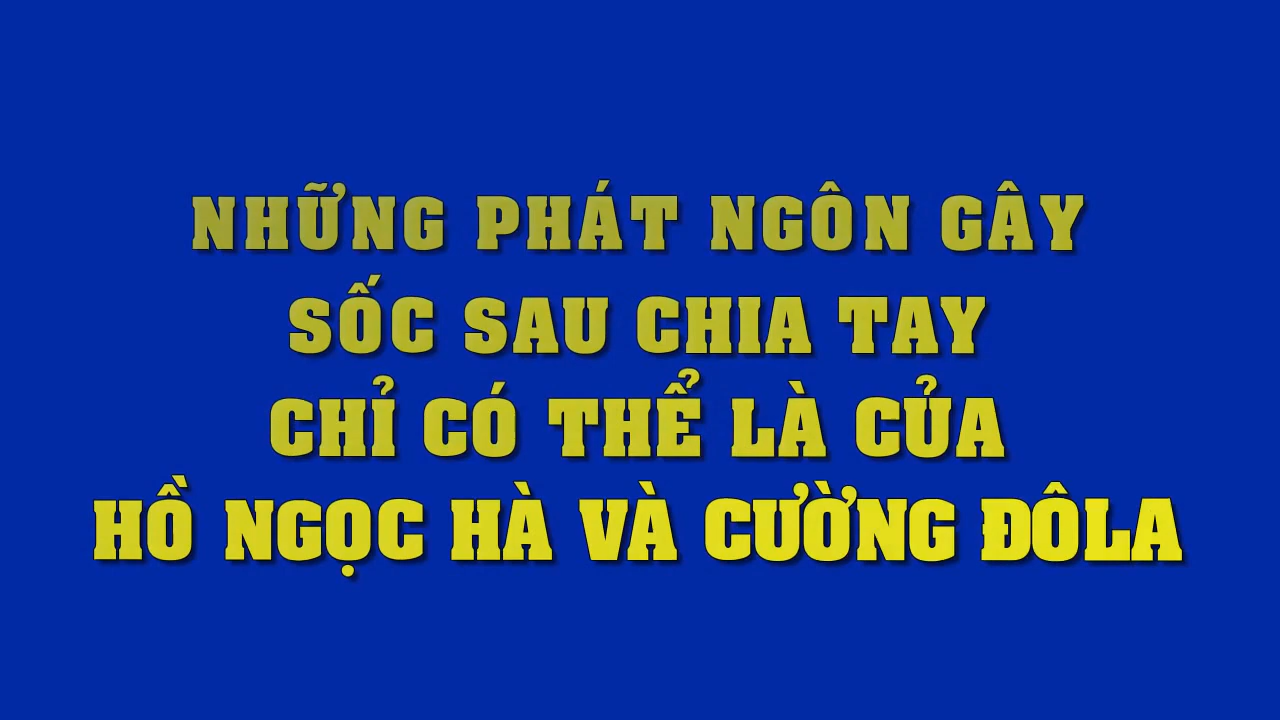 NHỮNG PHÁT NGÔN GÂY
SỐC SAU CHIA TAY
CHỈ CÓ THỂ LÀ CỦA
HỒ NGỌC HÀ VÀ CƯỜNG ĐÔLA